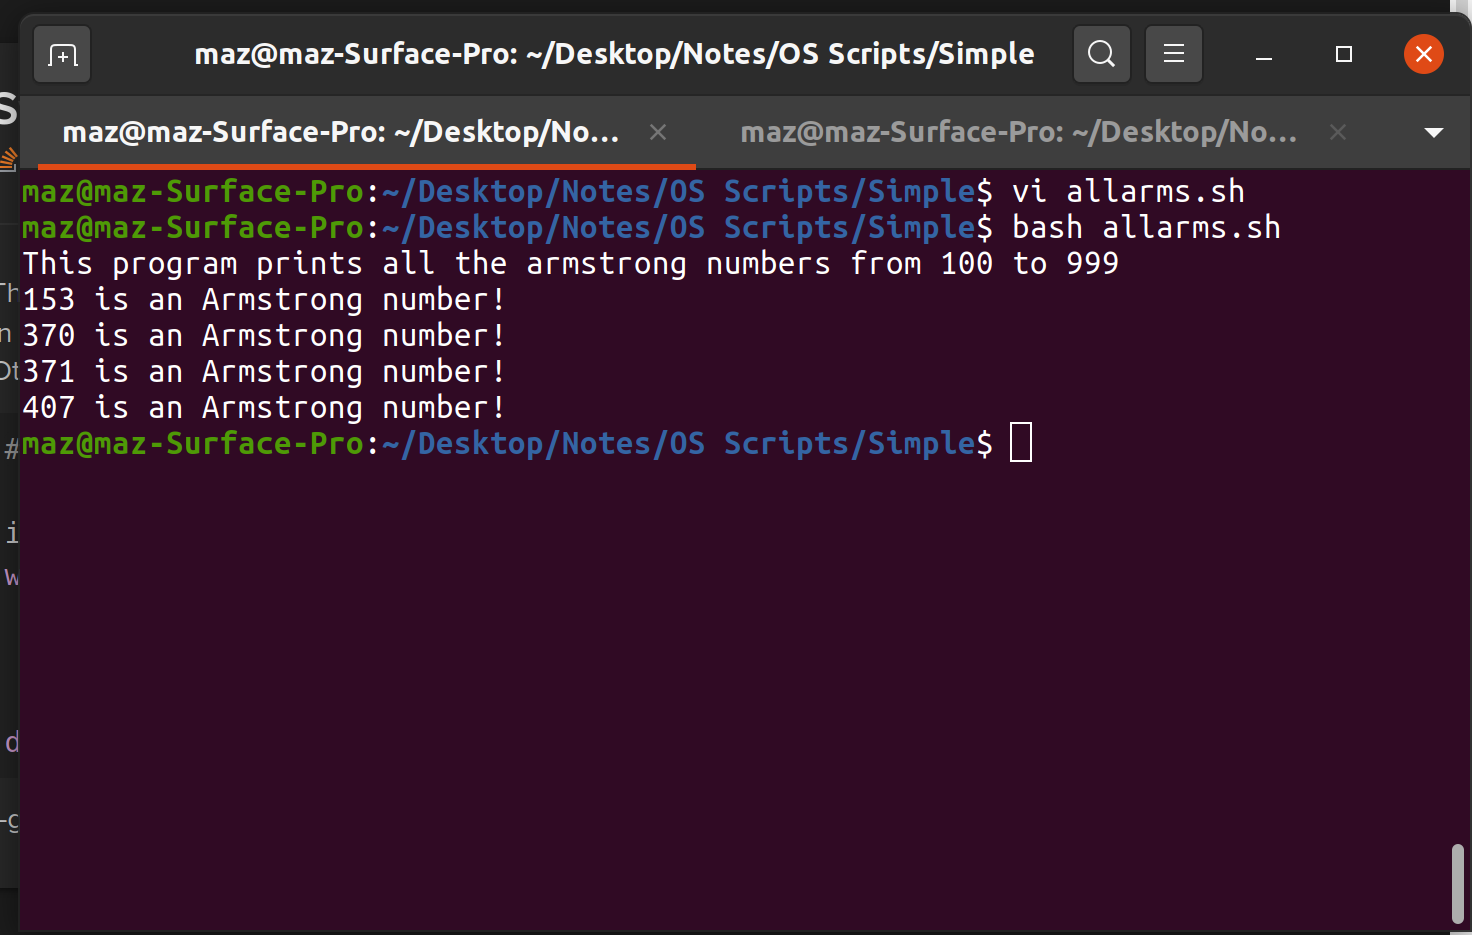 maz@maz-Surface-Pro: ~/Desktop/Notes/OS Scripts/Simple
maz@maz-Surface-Pro: ~/Desktop/No...
maz@maz-Surface-Pro: ~/Desktop/No...
maz@maz-Surface-Pro:~/Desktop/Notes/OS Scripts/Simple$ vi allarms.sh
maz@maz-Surface-Pro:~/Desktop/Notes/OS Scripts/Simple$ bash allarms.sh
This program prints all the armstrong numbers from 100 to 999
153 is an Armstrong number!
370 is an Armstrong number!
371 is an Armstrong number!
407 is an Armstrong number!
maz@maz-Surface-Pro:~/Desktop/Notes/OS Scripts/Simple$